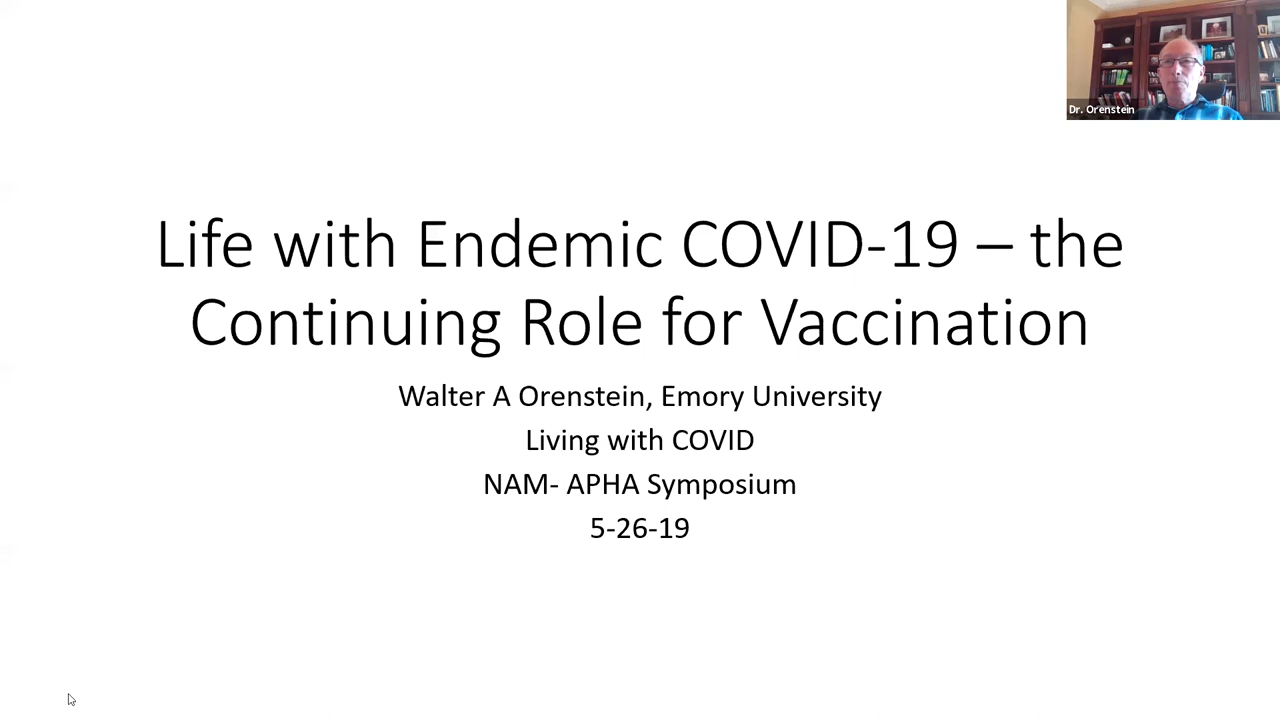 Dr. Orenstein
Life with Endemic COVID-19 – the
Continuing Role for Vaccination
Walter A Orenstein, Emory University
Living with COVID
NAM- APHA Symposium
5-26-19